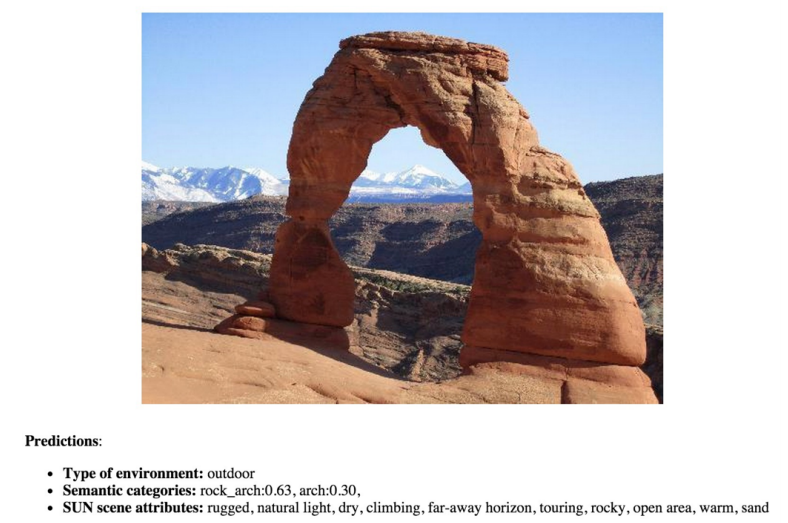 Predictions:
• Type of environment: outdoor
• Semantic categories: rock_arch:0.63, arch:0.30,
• SUN scene attributes: rugged, natural light, dry, climbing, far-away horizon, touring, rocky, open area, warm, sand